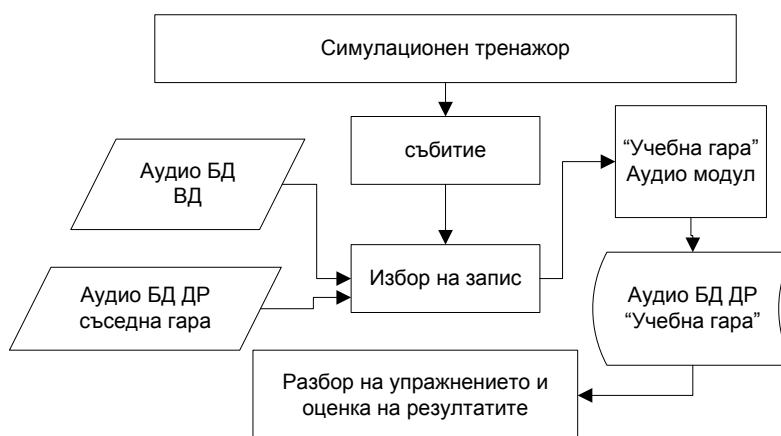 Симулационен тренажор
събитие
“Учебна гара”
Аудио модул
Аудио БД
ВД
Избор на запис
Аудио БД ДР
съседна гара
Аудио БД ДР
“Учебна гара”
Разбор на упражнението и
оценка на резултатите